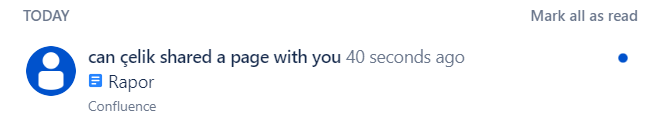 TODAY Mark all as read
can çelik shared a page with you 40 seconds ago
Rapor
Confluence